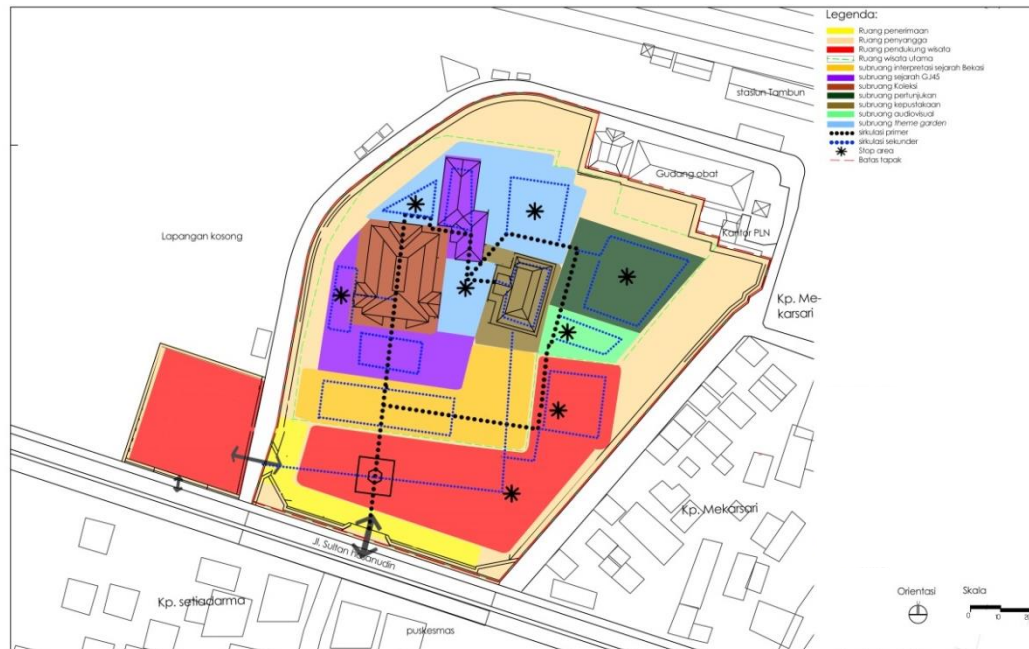 Legenda:
Ruang penerimaan
Ruang penyangga
Ruang pendukung wisata
Ruang wisata utama
subruang interpretasi sejarah Bekasi
subruang sejarah GJ45
subruang Koleksi
subruang pertunjukan
subruang kepustakaan
subruang audiovisual
subruang theme garden
sirkulasi primer
sirkulasi sekunder
Stop area
Batas tapak
stasiun Tambun
Gudang obat
Kantor PLN
Lapangan kosong
Kp. Me-
karsari
Kp. Mekarsari
Jl. Sultan Hasanudin
Kp. setiadarma
puskesmas
Orientasi
Skala
0 10 20